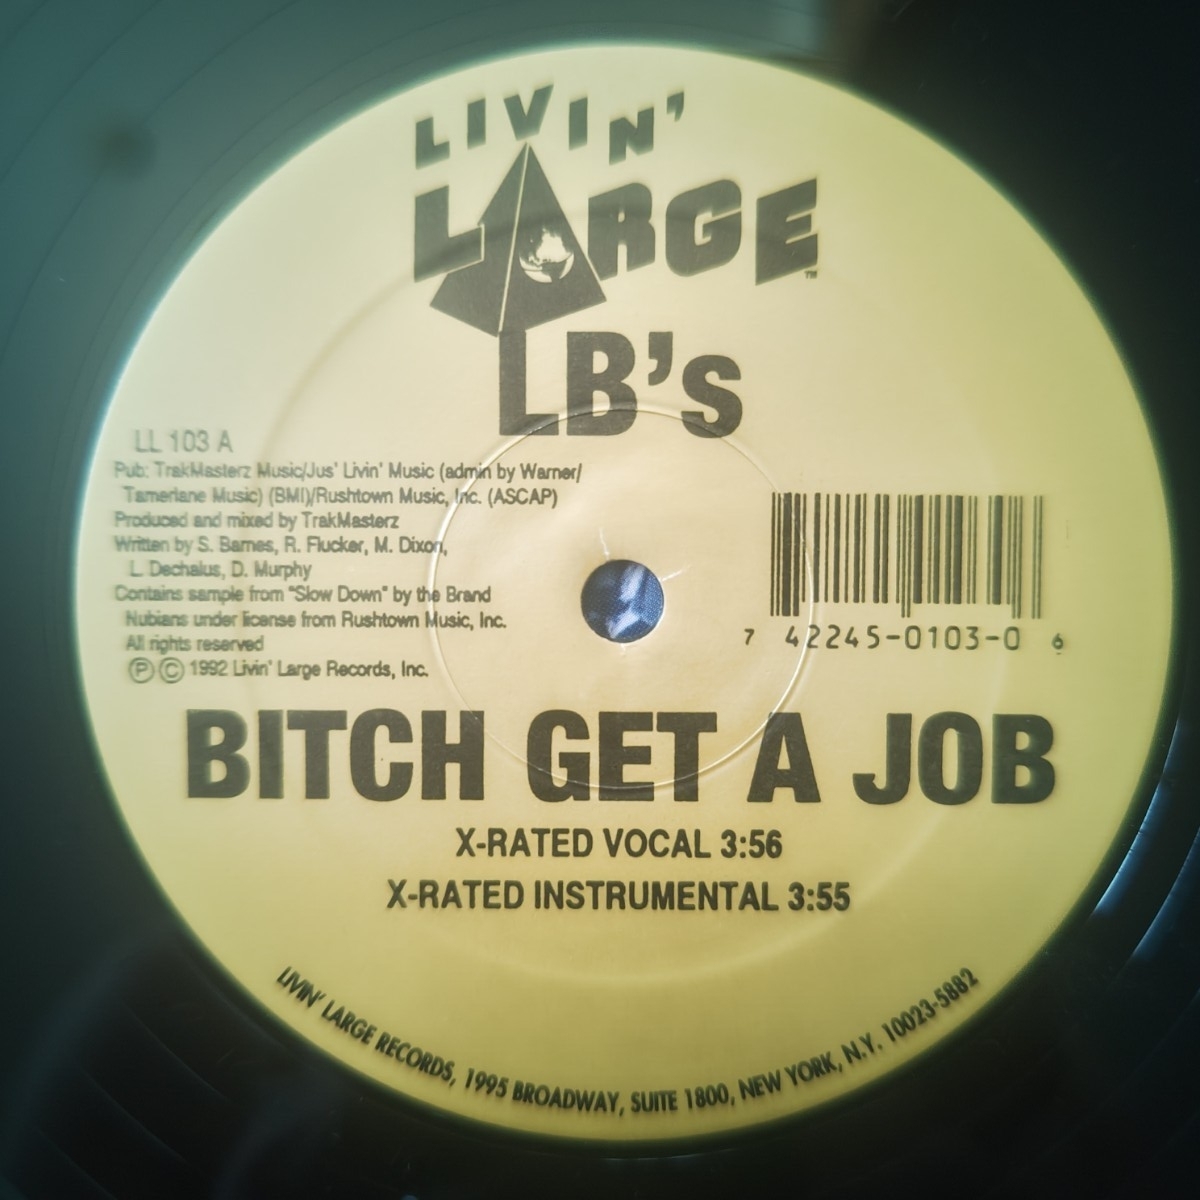 LIVIN'
LARGE
™
LB's
LL 103 A
Pub: TrakMasterz Music/Jus' Livin' Music (admin by Warner/
Tamerlane Music) (BMI)/Rushtown Music, Inc. (ASCAP)
Produced and mixed by TrakMasterz
Written by S. Barnes, R. Flucker, M. Dixon,
L. Dechalus, D. Murphy
Contains sample from "Slow Down" by the Brand
Nubians under license from Rushtown Music, Inc.
All rights reserved
Ⓟ Ⓒ 1992 Livin' Large Records, Inc.
7 42245-0103-0 6
BITCH GET A JOB
X-RATED VOCAL 3:56
X-RATED INSTRUMENTAL 3:55
LIVIN' LARGE RECORDS, 1995 BROADWAY, SUITE 1800, NEW YORK, N.Y. 10023-5882